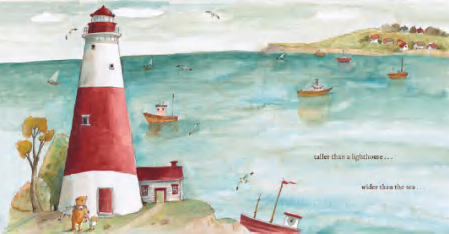 taller than a lighthouse . . .
wider than the sea . . .